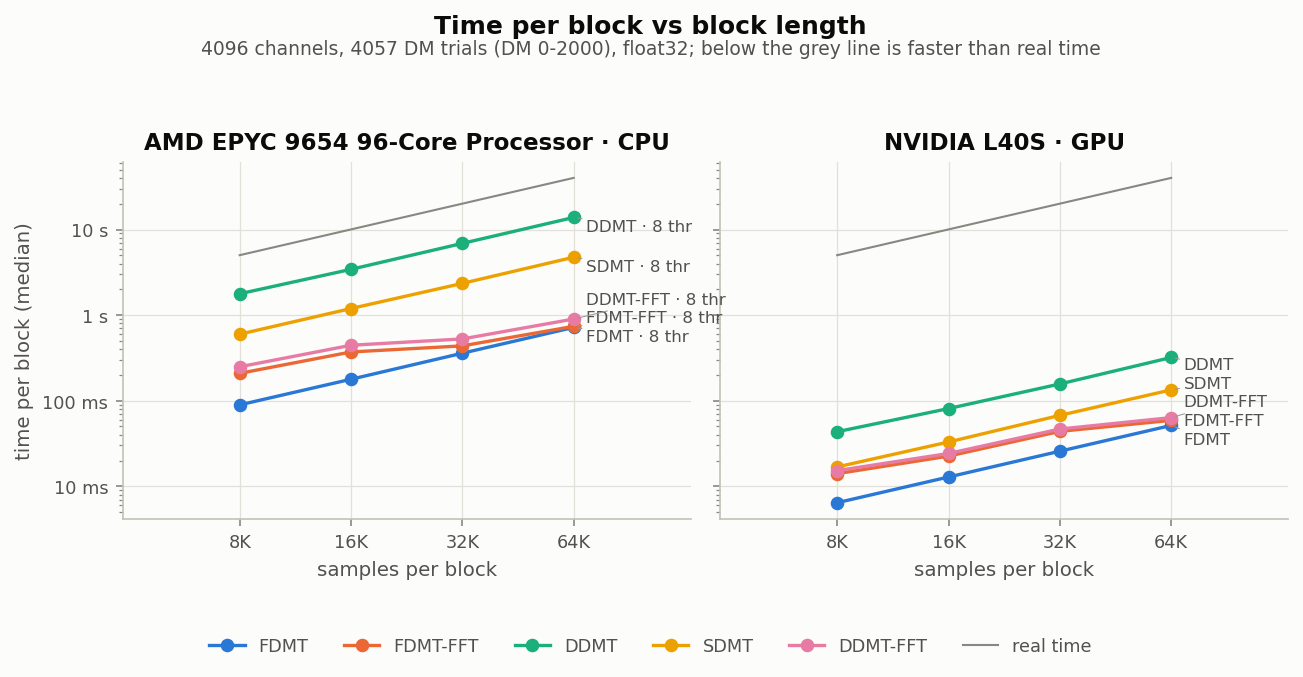 Time per block vs block length
4096 channels, 4057 DM trials (DM 0-2000), float32; below the grey line is faster than real time
AMD EPYC 9654 96-Core Processor · CPU
time per block (median)
10 s
1 s
100 ms
10 ms
DDMT · 8 thr
SDMT · 8 thr
DDMT-FFT · 8 thr
FDMT-FFT · 8 thr
FDMT · 8 thr
8K 16K 32K 64K
samples per block
NVIDIA L40S · GPU
DDMT
SDMT
DDMT-FFT
FDMT-FFT
FDMT
8K 16K 32K 64K
samples per block
FDMT FDMT-FFT DDMT SDMT DDMT-FFT real time